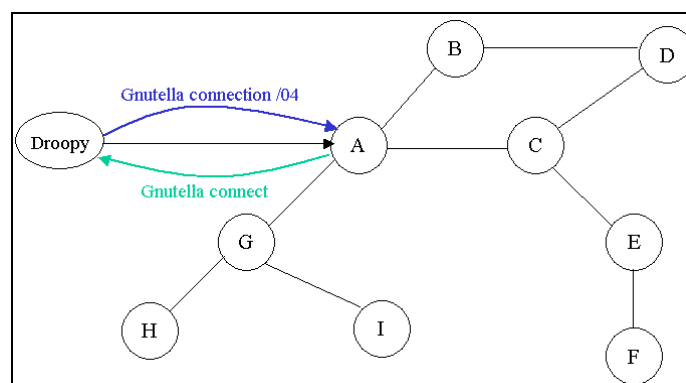 B
D
Gnutella connection /04
Droopy
A
C
Gnutella connect
G
E
H
I
F